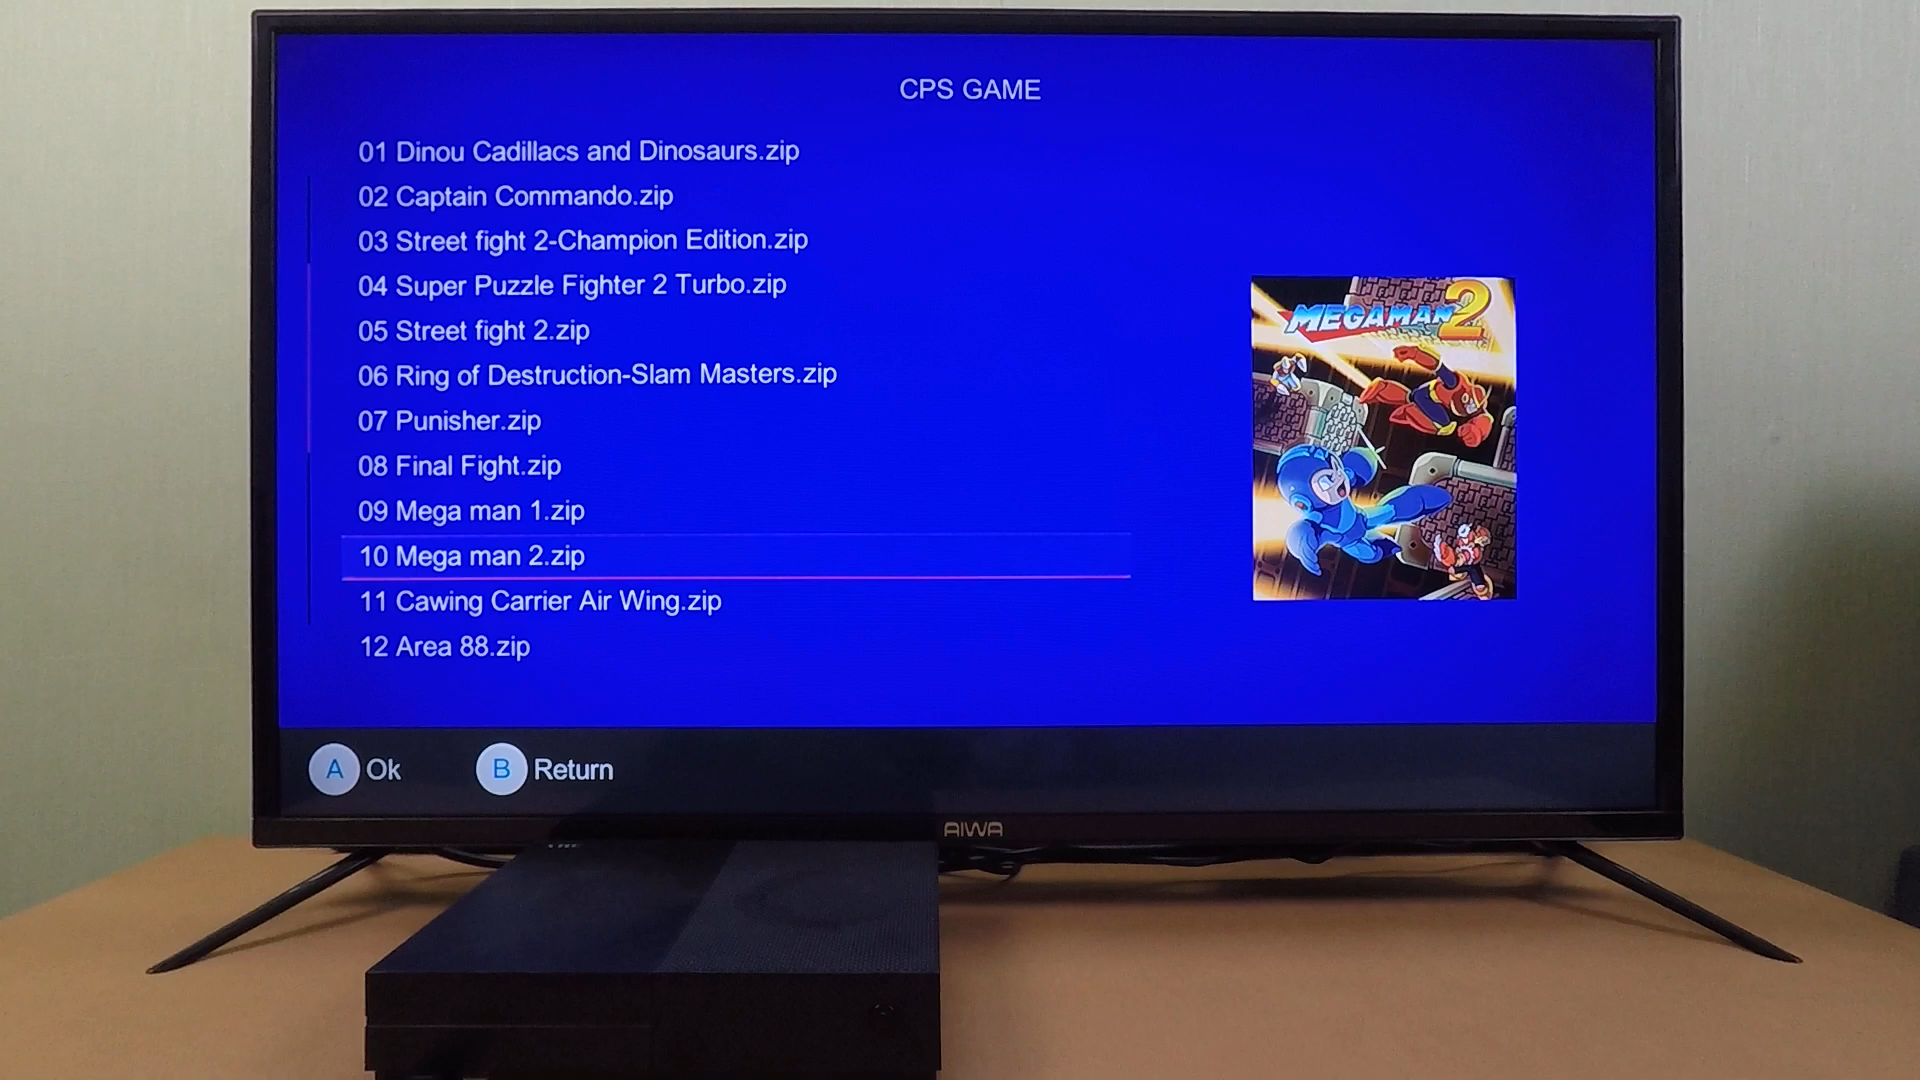 CPS GAME
01 Dinou Cadillacs and Dinosaurs.zip
02 Captain Commando.zip
03 Street fight 2-Champion Edition.zip
04 Super Puzzle Fighter 2 Turbo.zip
05 Street fight 2.zip
06 Ring of Destruction-Slam Masters.zip
07 Punisher.zip
08 Final Fight.zip
09 Mega man 1.zip
10 Mega man 2.zip
11 Cawing Carrier Air Wing.zip
12 Area 88.zip
MEGAMAN 2
A Ok B Return
AIWA